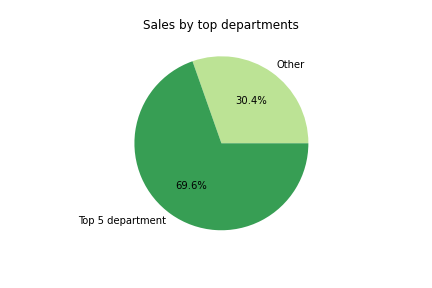 Sales by top departments
Other
30.4%
69.6%
Top 5 department